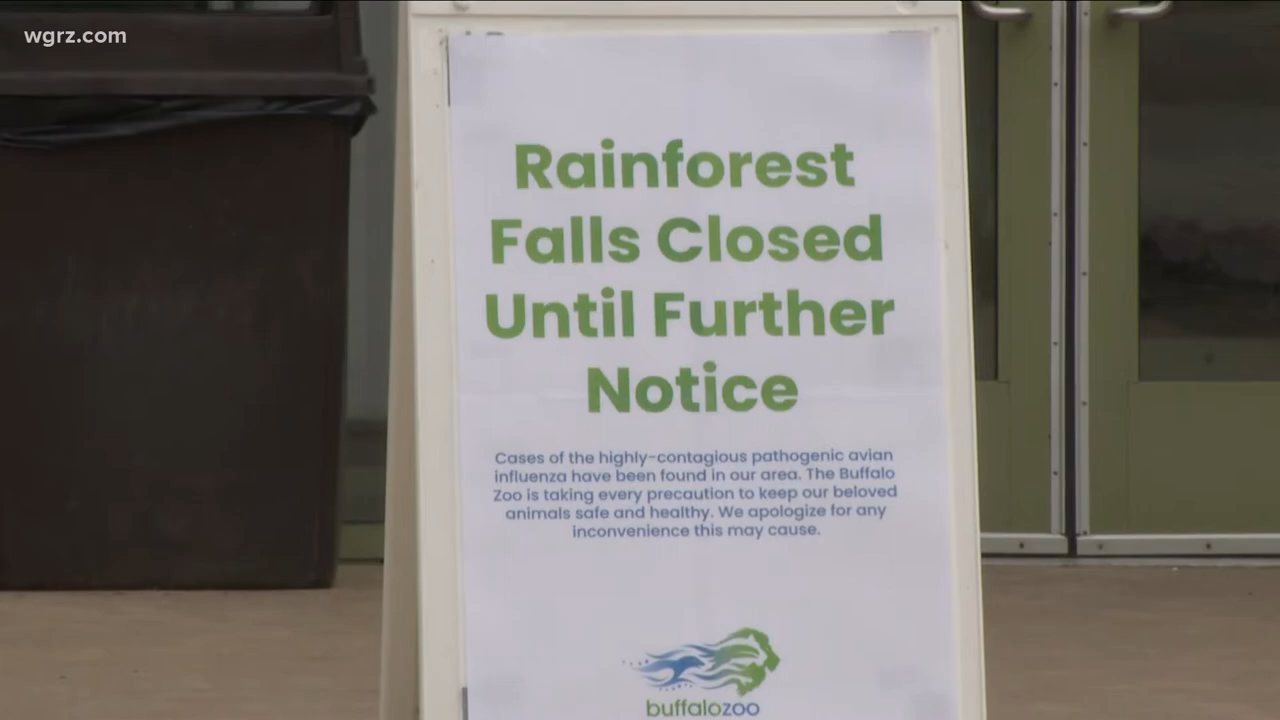 wgrz.com
Rainforest
Falls Closed
Until Further
Notice
Cases of the highly-contagious pathogenic avian
influenza have been found in our area. The Buffalo
Zoo is taking every precaution to keep our beloved
animals safe and healthy. We apologize for any
inconvenience this may cause.
buffalozoo